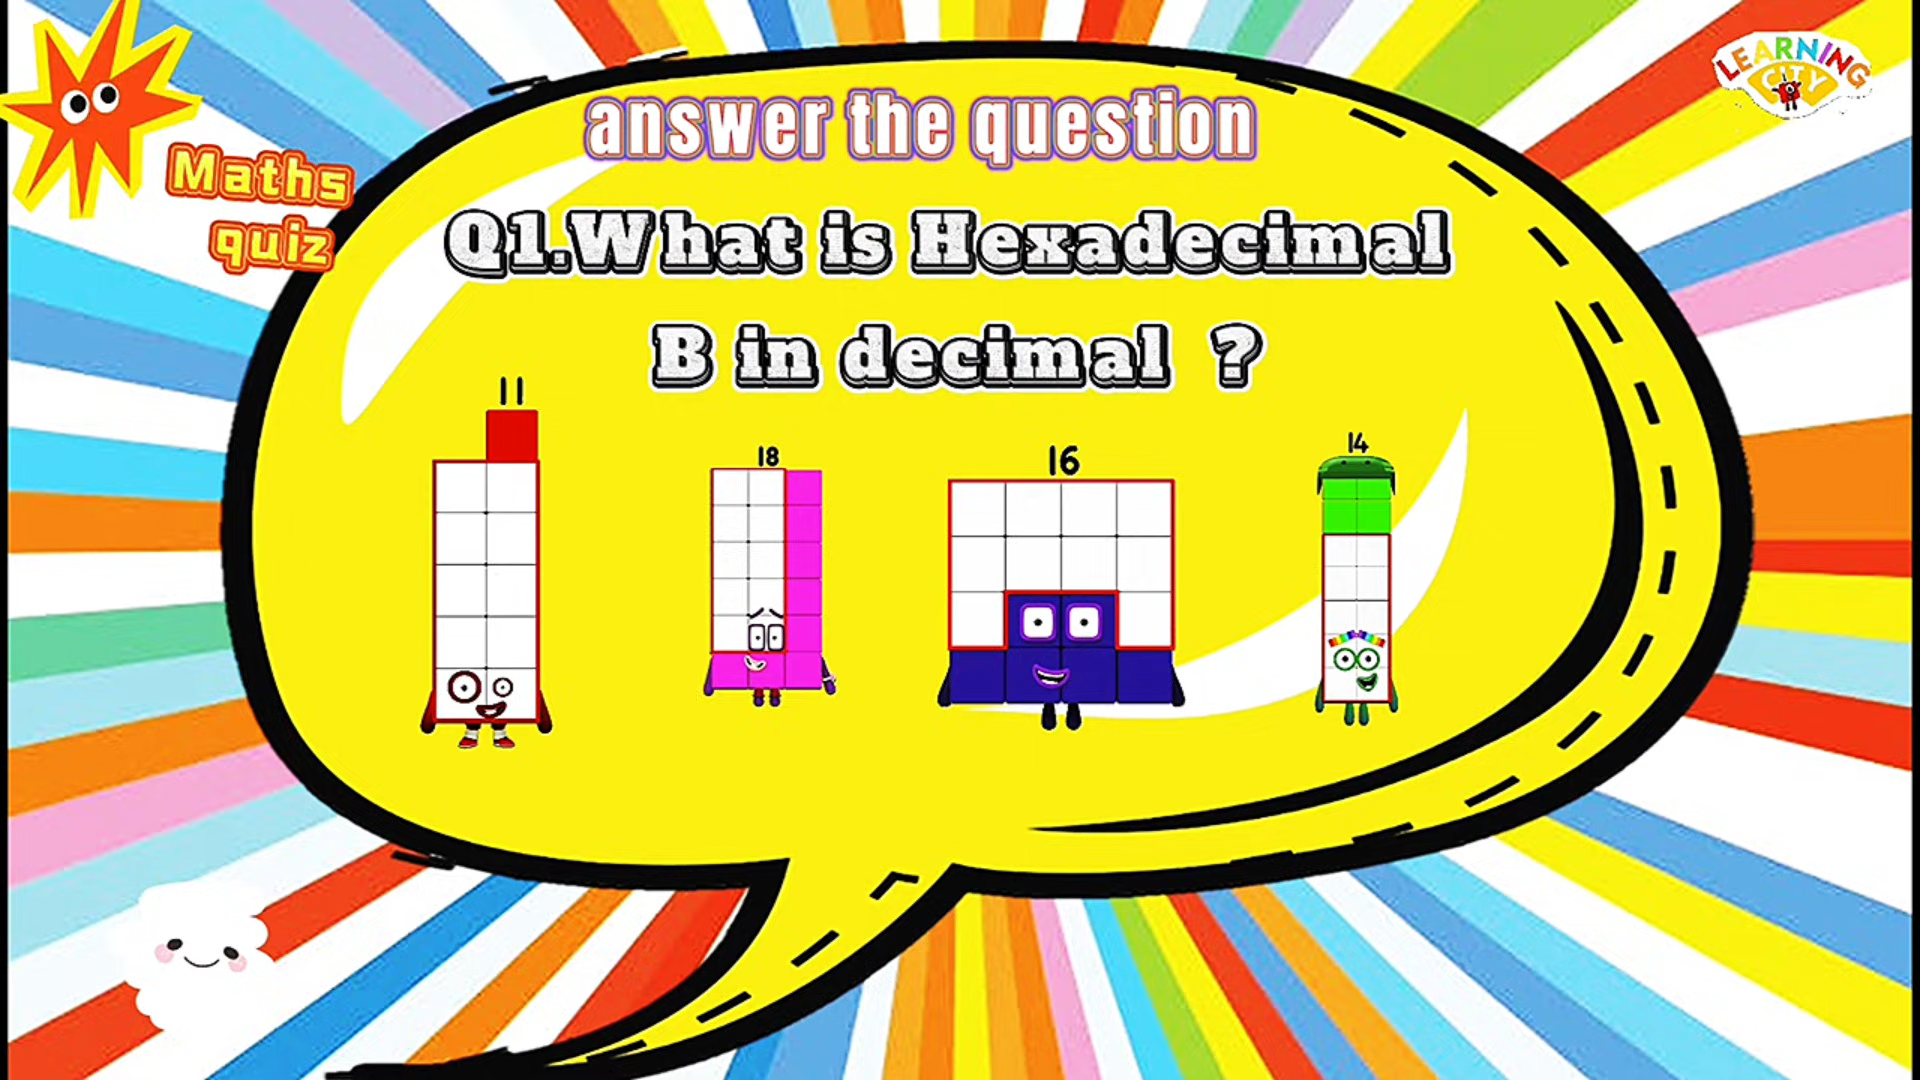 LEARNING
CITY
Maths
quiz
answer the question
Q1.What is Hexadecimal
B in decimal ?
11
18
16
14